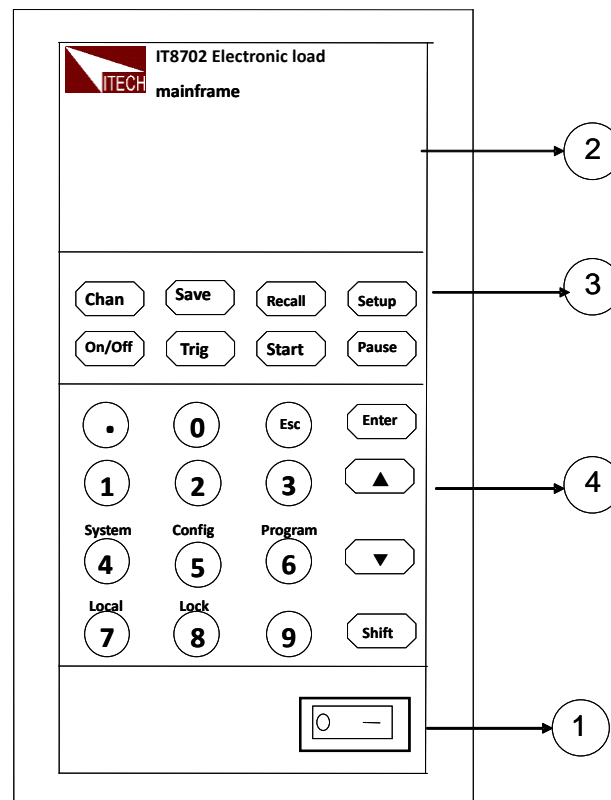 IT8702 Electronic load
ITECH
mainframe
2
Chan Save Recall Setup
3
On/Off Trig Start Pause
. 0 Esc Enter
1 2 3 ▲
4
System Config Program
4 5 6 ▼
Local Lock
7 8 9 Shift
O —
1